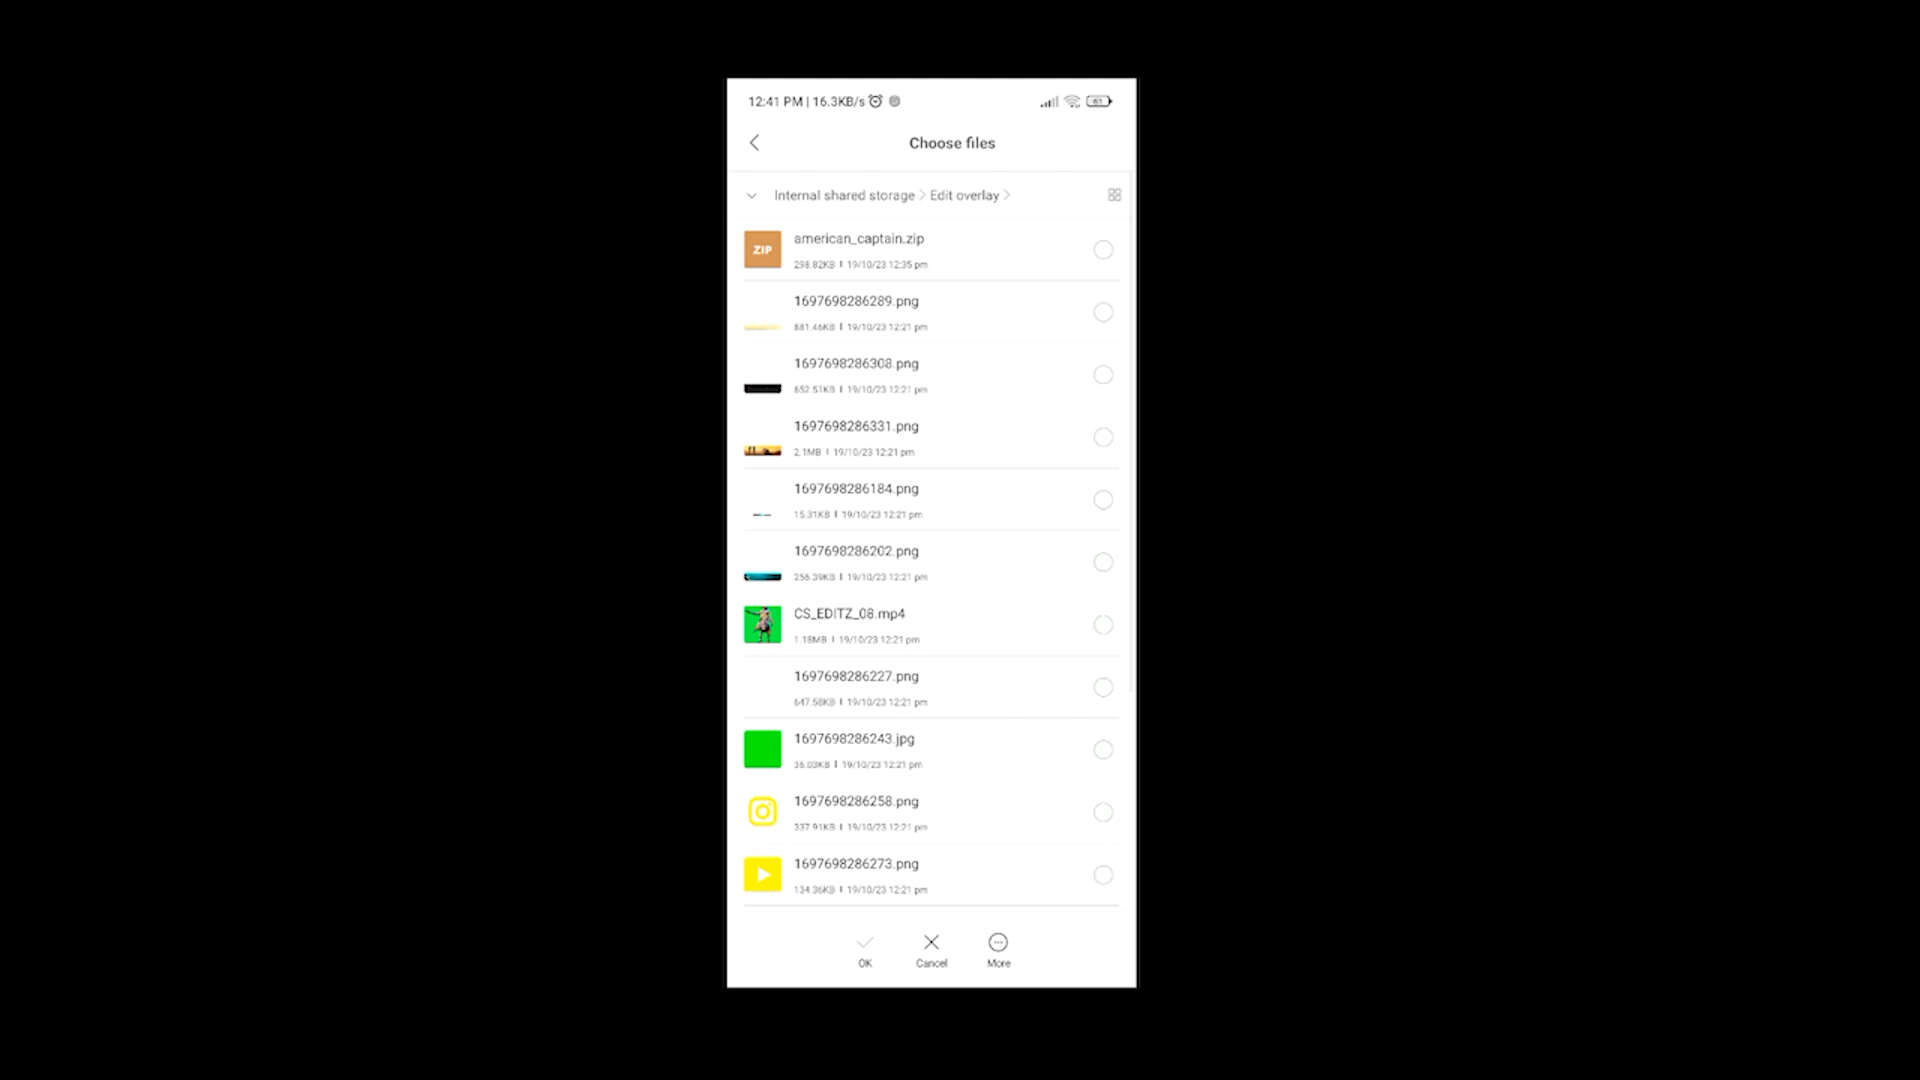 12:41 PM | 16.3KB/s
61
Choose files
Internal shared storage > Edit overlay >
ZIP
american_captain.zip
298.82KB | 19/10/23 12:35 pm
1697698286289.png
881.46KB | 19/10/23 12:21 pm
1697698286308.png
652.51KB | 19/10/23 12:21 pm
1697698286331.png
2.1MB | 19/10/23 12:21 pm
1697698286184.png
15.31KB | 19/10/23 12:21 pm
1697698286202.png
256.39KB | 19/10/23 12:21 pm
CS_EDITZ_08.mp4
1.18MB | 19/10/23 12:21 pm
1697698286227.png
647.58KB | 19/10/23 12:21 pm
1697698286243.jpg
36.03KB | 19/10/23 12:21 pm
1697698286258.png
337.91KB | 19/10/23 12:21 pm
1697698286273.png
134.36KB | 19/10/23 12:21 pm
OK
Cancel
More